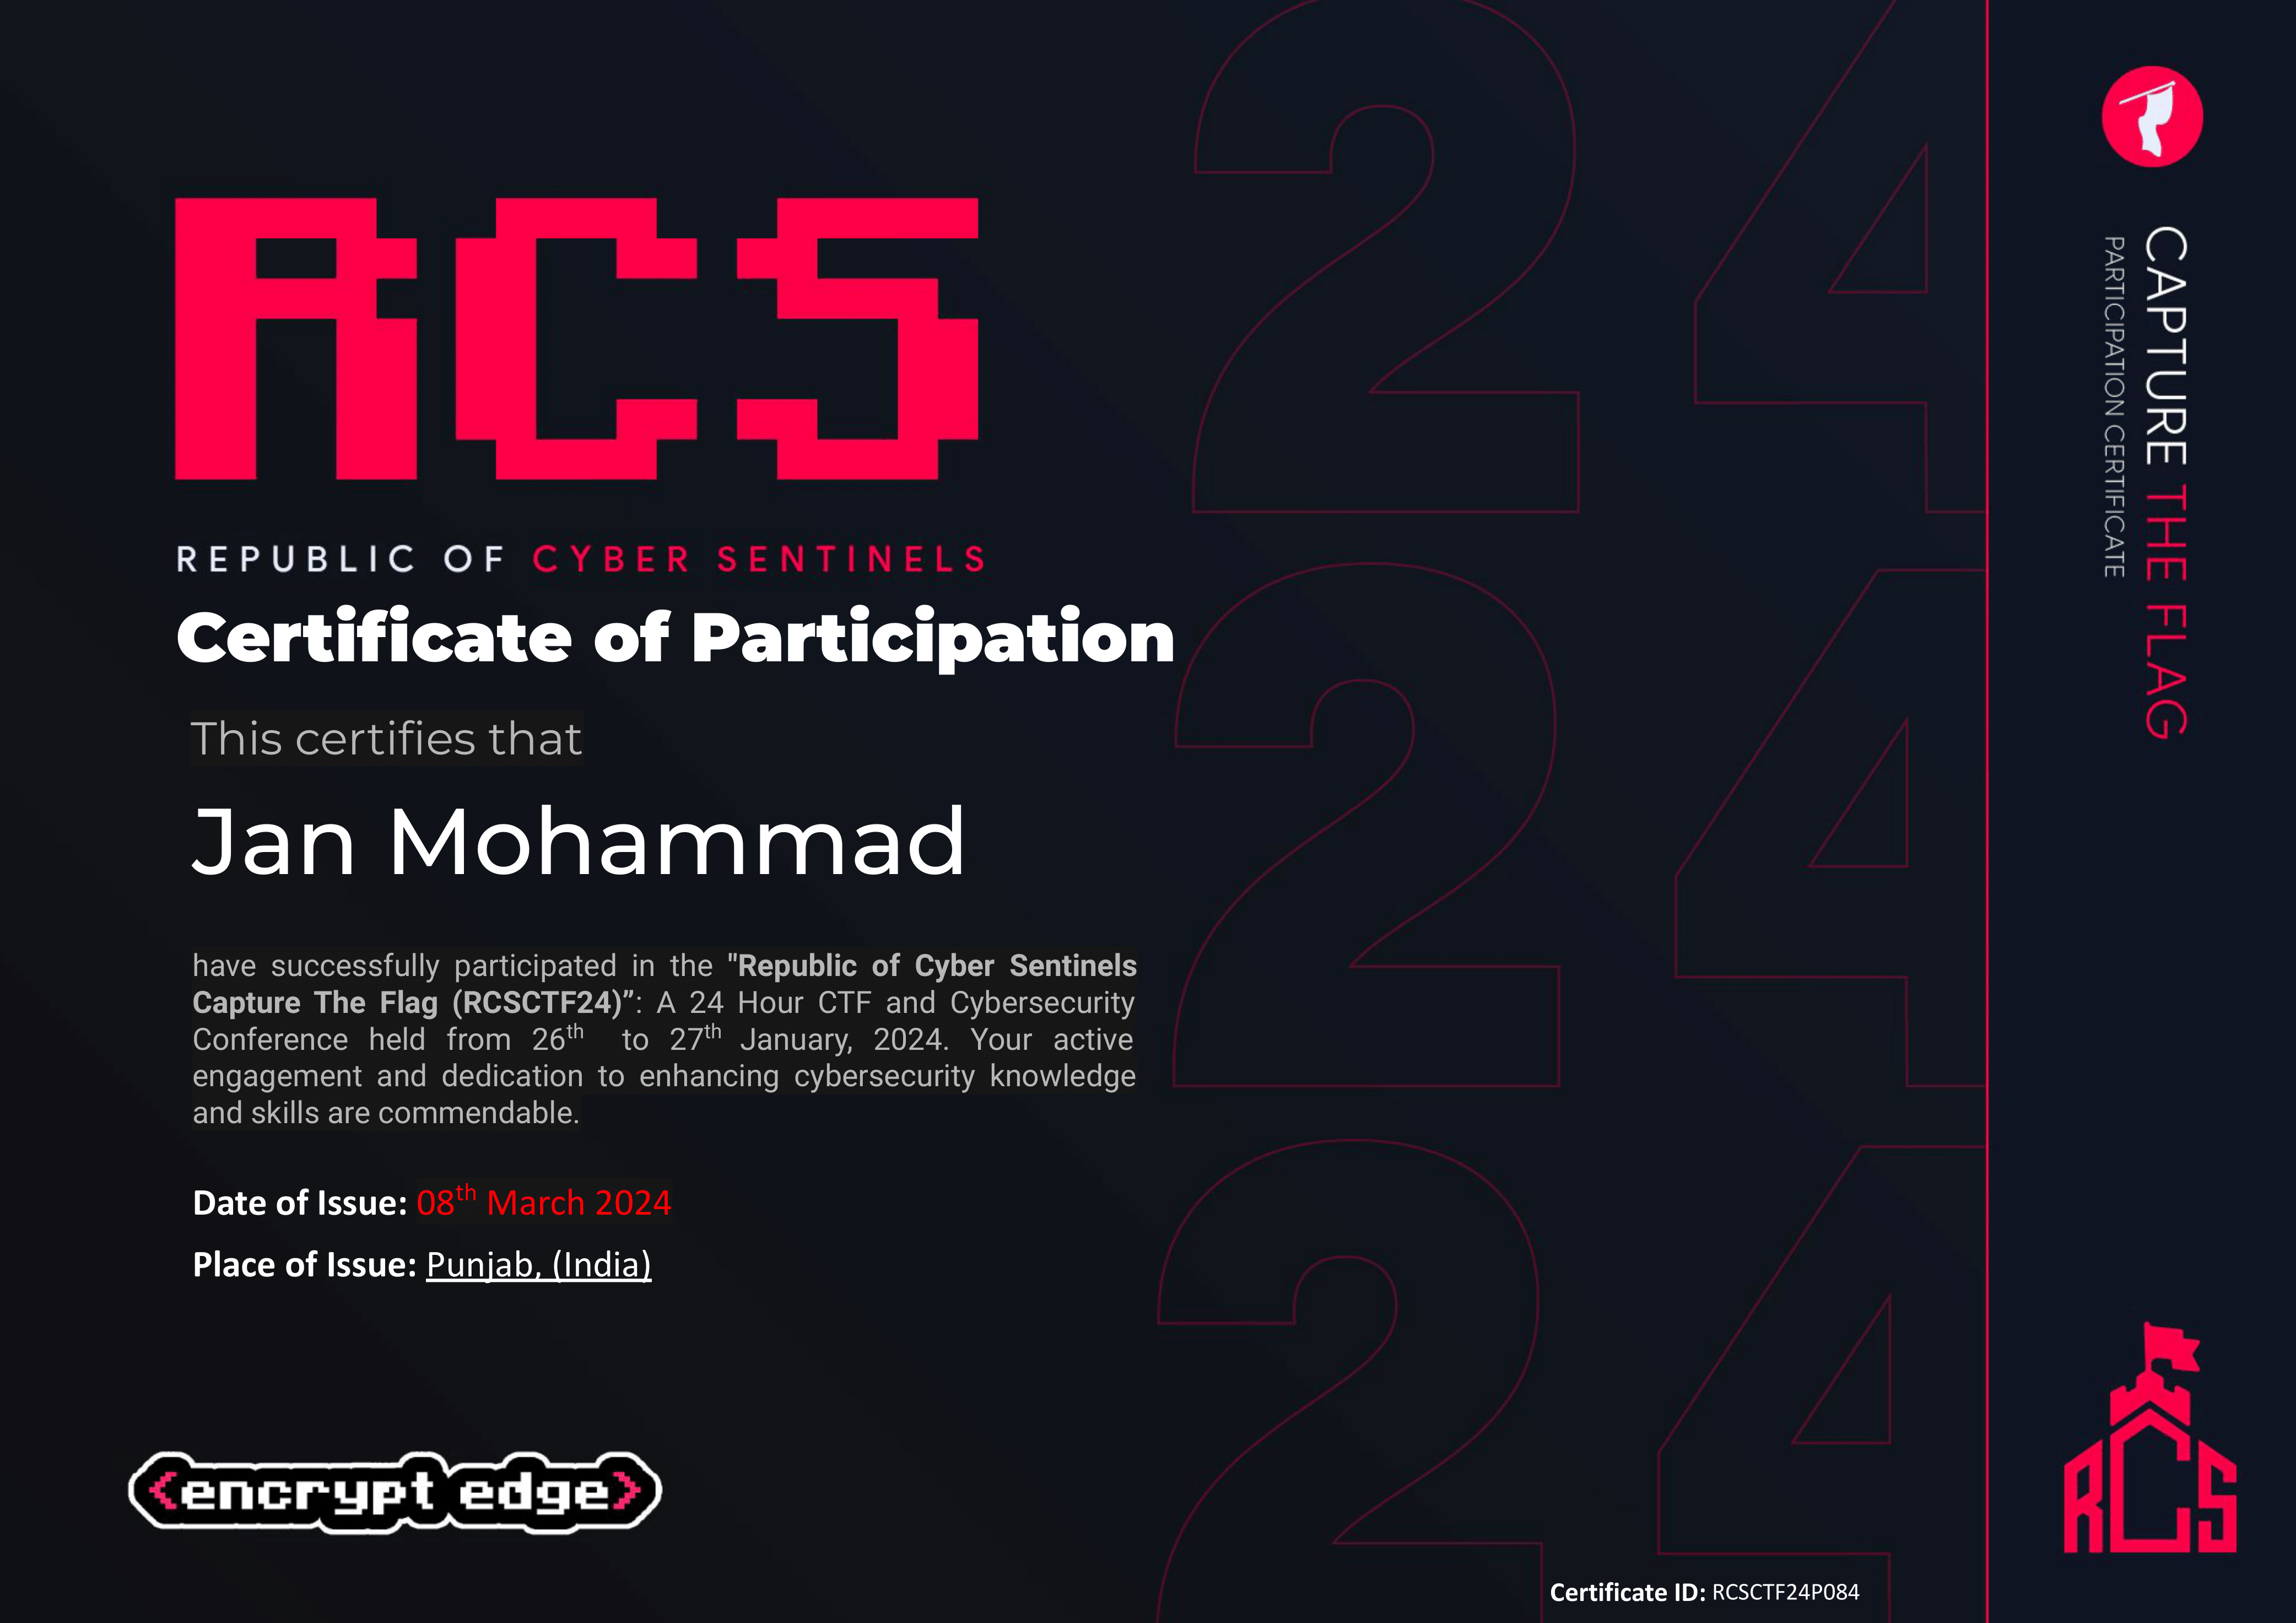 RCS
REPUBLIC OF CYBER SENTINELS
Certificate of Participation
This certifies that
Jan Mohammad
have successfully participated in the "Republic of Cyber Sentinels
Capture The Flag (RCSCTF24)”: A 24 Hour CTF and Cybersecurity
Conference held from 26th to 27th January, 2024. Your active
engagement and dedication to enhancing cybersecurity knowledge
and skills are commendable.
Date of Issue: 08th March 2024
Place of Issue: Punjab, (India)
<encrypt edge>
24
24
24
Certificate ID: RCSCTF24P084
CAPTURE THE FLAG
PARTICIPATION CERTIFICATE
RCS